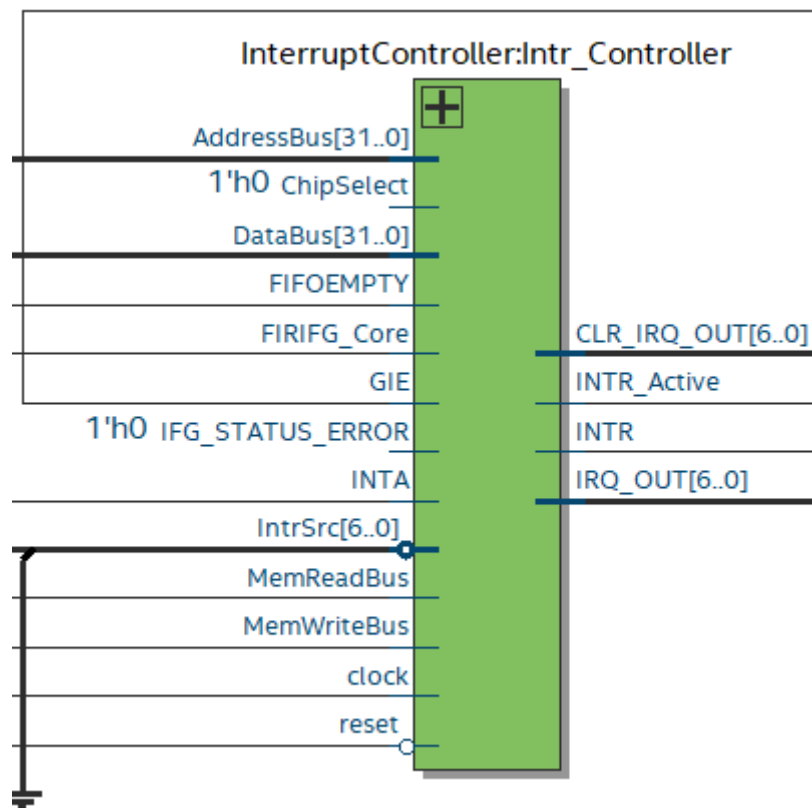 InterruptController:Intr_Controller
AddressBus[31..0]
1'h0 ChipSelect
DataBus[31..0]
FIFOEMPTY
FIRIFG_Core
CLR_IRQ_OUT[6..0]
GIE
INTR_Active
1'h0 IFG_STATUS_ERROR
INTR
INTA
IRQ_OUT[6..0]
IntrSrc[6..0]
MemReadBus
MemWriteBus
clock
reset